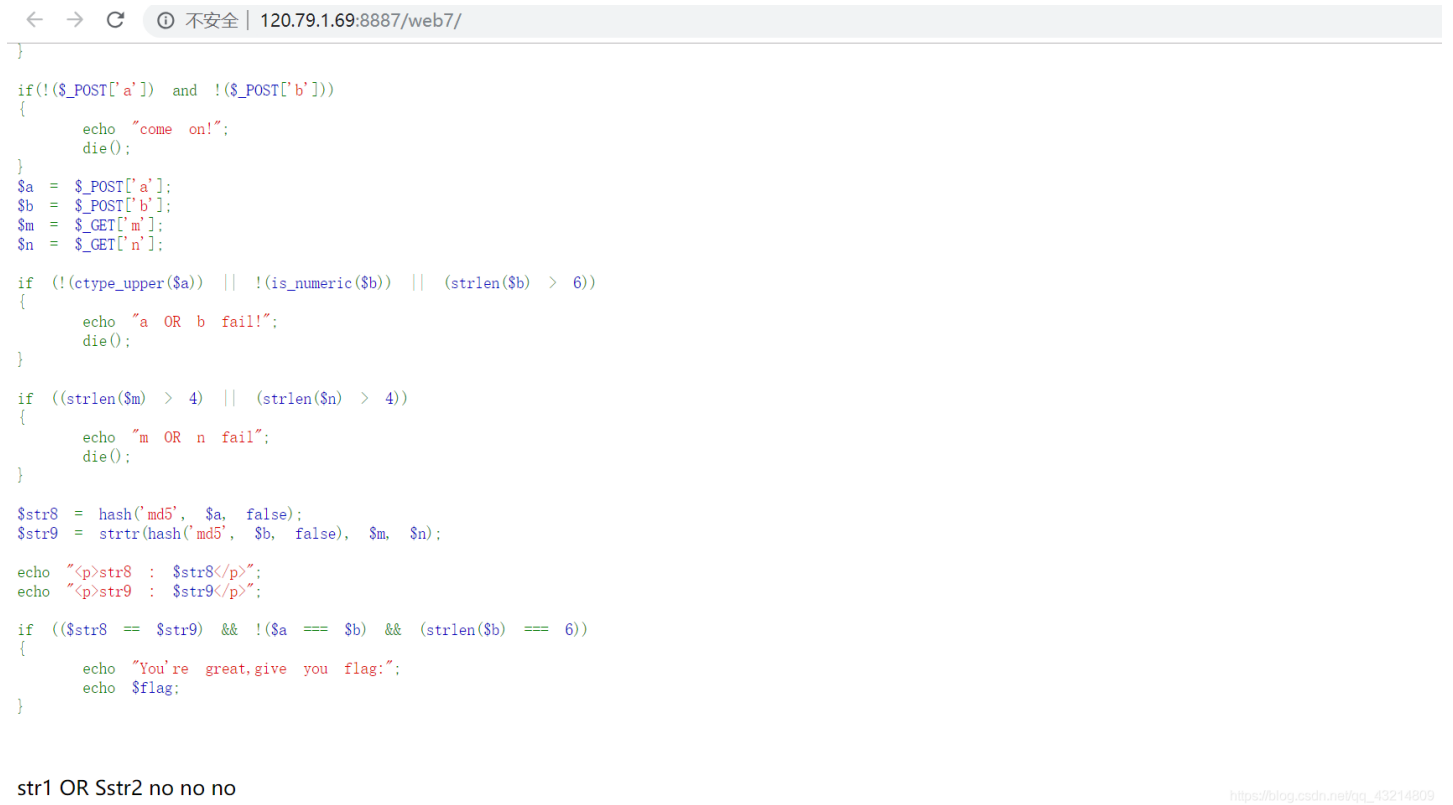 不安全 | 120.79.1.69:8887/web7/
}
if(!($_POST['a']) and !($_POST['b']))
{
echo "come on!";
die();
}
$a = $_POST['a'];
$b = $_POST['b'];
$m = $_GET['m'];
$n = $_GET['n'];
if (!(ctype_upper($a)) || !(is_numeric($b)) || (strlen($b) > 6))
{
echo "a OR b fail!";
die();
}
if ((strlen($m) > 4) || (strlen($n) > 4))
{
echo "m OR n fail";
die();
}
$str8 = hash('md5', $a, false);
$str9 = strtr(hash('md5', $b, false), $m, $n);
echo "<p>str8 : $str8</p>";
echo "<p>str9 : $str9</p>";
if (($str8 == $str9) && !($a === $b) && (strlen($b) === 6))
{
echo "You're great,give you flag:";
echo $flag;
}
str1 OR Sstr2 no no no
https://blog.csdn.net/qq_43214809